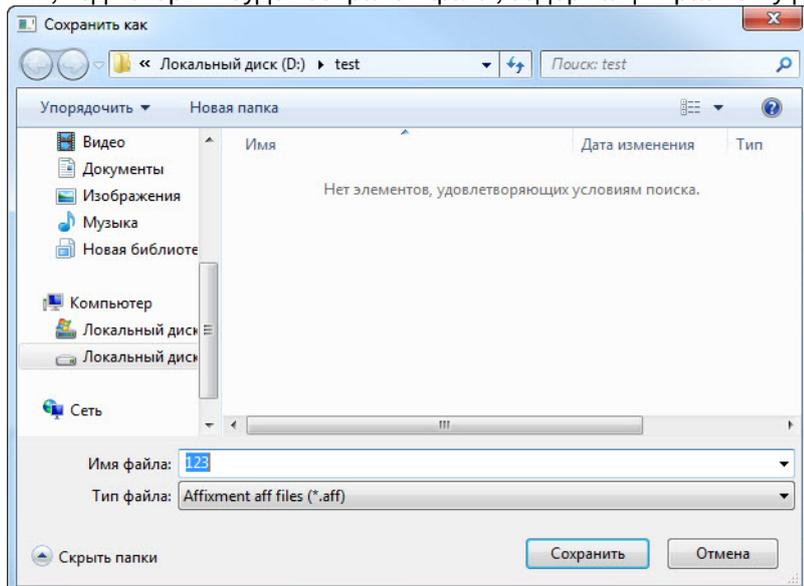 Сохранить как
« Локальный диск (D:) ▸ test
Поиск: test
Упорядочить
Новая папка
Видео
Документы
Изображения
Музыка
Новая библиоте
Компьютер
Локальный диск
Локальный диск
Сеть
Имя
Дата изменения
Тип
Нет элементов, удовлетворяющих условиям поиска.
Имя файла: 123
Тип файла: Affixment aff files (*.aff)
Скрыть папки
Сохранить
Отмена